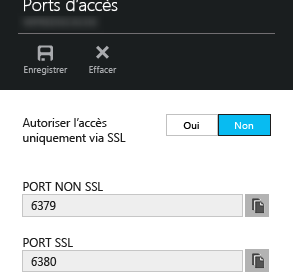 Ports d'accès
Enregistrer Effacer
Autoriser l'accès
uniquement via SSL
Oui Non
PORT NON SSL
6379
PORT SSL
6380